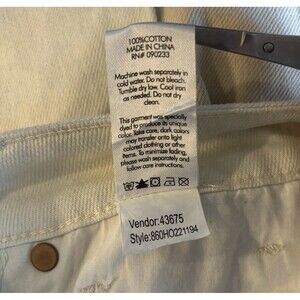 100%COTTON
MADE IN CHINA
RN# 090233
Machine wash separately in
cold water. Do not bleach.
Tumble dry low. Cool iron
as needed. Do not dry
clean.
This garment was specially
dyed to produce its unique
color. Take care, dark colors
may transfer onto light
colored clothing or other
items. To minimize fading,
please wash separately and
follow care instructions.
Vendor:43675
Style:860HO221194